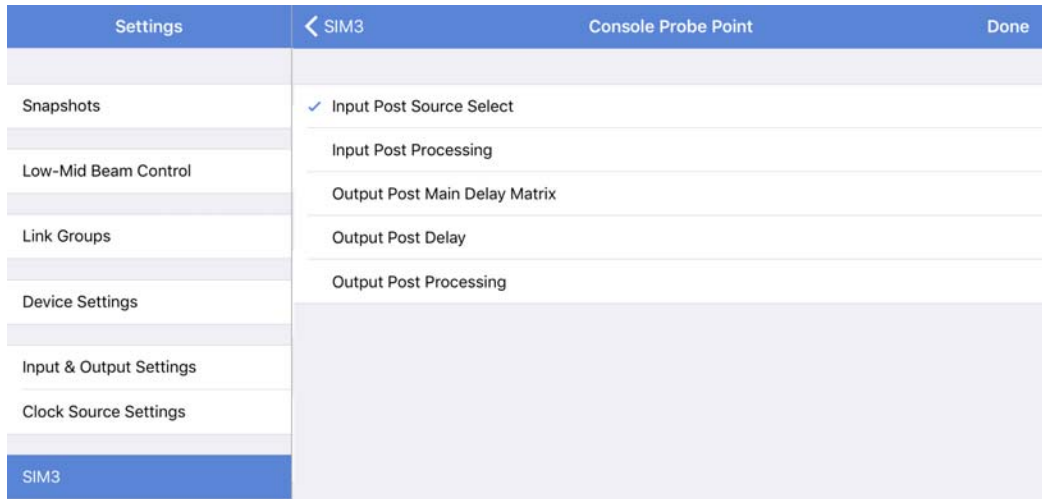 Settings
SIM3
Console Probe Point
Done
Snapshots
Low-Mid Beam Control
Link Groups
Device Settings
Input & Output Settings
Clock Source Settings
SIM3
Input Post Source Select
Input Post Processing
Output Post Main Delay Matrix
Output Post Delay
Output Post Processing